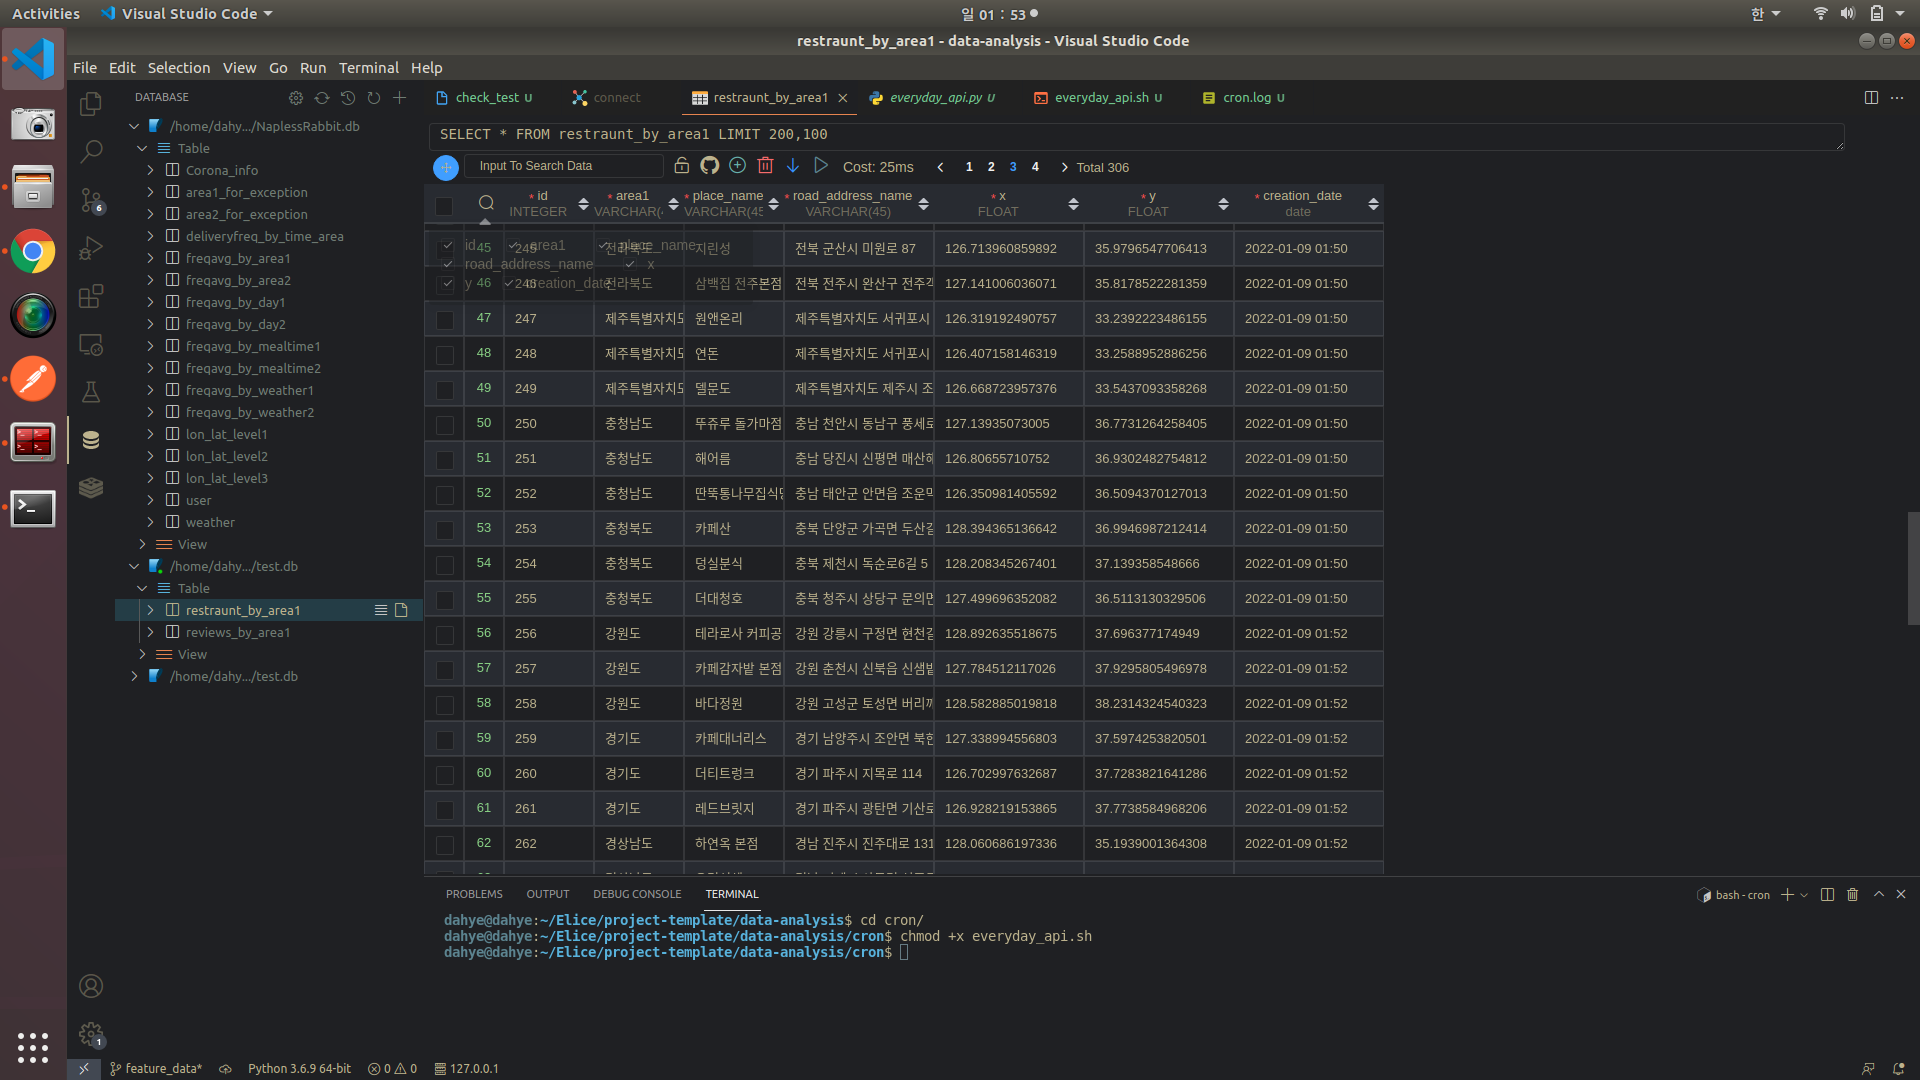 Activities
Visual Studio Code
일 01 : 53
한
restraunt_by_area1 - data-analysis - Visual Studio Code
File Edit Selection View Go Run Terminal Help
DATABASE
/home/dahy.../NaplessRabbit.db
Table
Corona_info
area1_for_exception
area2_for_exception
deliveryfreq_by_time_area
freqavg_by_area1
freqavg_by_area2
freqavg_by_day1
freqavg_by_day2
freqavg_by_mealtime1
freqavg_by_mealtime2
freqavg_by_weather1
freqavg_by_weather2
lon_lat_level1
lon_lat_level2
lon_lat_level3
user
weather
View
/home/dahy.../test.db
Table
restraunt_by_area1
reviews_by_area1
View
/home/dahy.../test.db
6
1
check_test U
connect
restraunt_by_area1
everyday_api.py U
everyday_api.sh U
cron.log U
SELECT * FROM restraunt_by_area1 LIMIT 200,100
Input To Search Data
Cost: 25ms
1 2 3 4
Total 306
* id * area1 * place_name * road_address_name * x * y * creation_date
INTEGER VARCHAR( VARCHAR(45 VARCHAR(45) FLOAT FLOAT date
id area1 place_name
road_address_name x
y creation_date
45 245 전라북도 지린성 전북 군산시 미원로 87 126.713960859892 35.9796547706413 2022-01-09 01:50
46 246 전라북도 삼백집 전주본점 전북 전주시 완산구 전주객 127.141006036071 35.8178522281359 2022-01-09 01:50
47 247 제주특별자치도 원앤온리 제주특별자치도 서귀포시 126.319192490757 33.2392223486155 2022-01-09 01:50
48 248 제주특별자치도 연돈 제주특별자치도 서귀포시 126.407158146319 33.2588952886256 2022-01-09 01:50
49 249 제주특별자치도 델문도 제주특별자치도 제주시 조 126.668723957376 33.5437093358268 2022-01-09 01:50
50 250 충청남도 뚜쥬루 돌가마점 충남 천안시 동남구 풍세로 127.13935073005 36.7731264258405 2022-01-09 01:50
51 251 충청남도 해어름 충남 당진시 신평면 매산해 126.80655710752 36.9302482754812 2022-01-09 01:50
52 252 충청남도 딴뚝통나무집식당 충남 태안군 안면읍 조운막 126.350981405592 36.5094370127013 2022-01-09 01:50
53 253 충청북도 카페산 충북 단양군 가곡면 두산길 128.394365136642 36.9946987212414 2022-01-09 01:50
54 254 충청북도 덩실분식 충북 제천시 독순로6길 5 128.208345267401 37.139358548666 2022-01-09 01:50
55 255 충청북도 더대청호 충북 청주시 상당구 문의면 127.499696352082 36.5113130329506 2022-01-09 01:50
56 256 강원도 테라로사 커피공 강원 강릉시 구정면 현천길 128.892635518675 37.696377174949 2022-01-09 01:52
57 257 강원도 카페감자밭 본점 강원 춘천시 신북읍 신샘밭 127.784512117026 37.9295805496978 2022-01-09 01:52
58 258 강원도 바다정원 강원 고성군 토성면 버리깨 128.582885019818 38.2314324540323 2022-01-09 01:52
59 259 경기도 카페대너리스 경기 남양주시 조안면 북한 127.338994556803 37.5974253820501 2022-01-09 01:52
60 260 경기도 더티트렁크 경기 파주시 지목로 114 126.702997632687 37.7283821641286 2022-01-09 01:52
61 261 경기도 레드브릿지 경기 파주시 광탄면 기산로 126.928219153865 37.7738584968206 2022-01-09 01:52
62 262 경상남도 하연옥 본점 경남 진주시 진주대로 131 128.060686197336 35.1939001364308 2022-01-09 01:52
PROBLEMS OUTPUT DEBUG CONSOLE TERMINAL
bash - cron
dahye@dahye:~/Elice/project-template/data-analysis$ cd cron/
dahye@dahye:~/Elice/project-template/data-analysis/cron$ chmod +x everyday_api.sh
dahye@dahye:~/Elice/project-template/data-analysis/cron$
feature_data* Python 3.6.9 64-bit 0 0 127.0.0.1